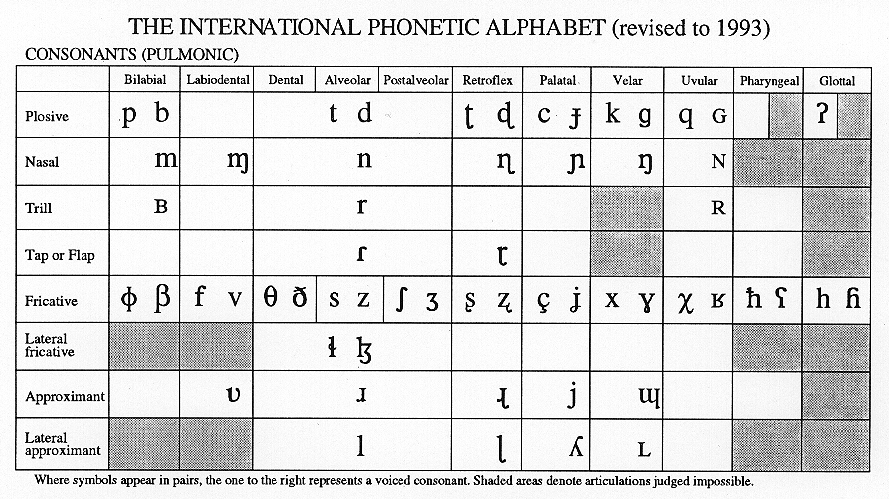 THE INTERNATIONAL PHONETIC ALPHABET (revised to 1993)
CONSONANTS (PULMONIC)
Bilabial Labiodental Dental Alveolar Postalveolar Retroflex Palatal Velar Uvular Pharyngeal Glottal
Plosive p b t d ʈ ɖ c ɟ k g q ɢ ʔ
Nasal m ɱ n ɳ ɲ ŋ ɴ
Trill ʙ r ʀ
Tap or Flap ɾ ɽ
Fricative ɸ β f v θ ð s z ʃ ʒ ʂ ʐ ç ʝ x ɣ χ ʁ ħ ʕ h ɦ
Lateral
fricative ɬ ɮ
Approximant ʋ ɹ ɻ j ɰ
Lateral
approximant l ɭ ʎ ʟ
Where symbols appear in pairs, the one to the right represents a voiced consonant. Shaded areas denote articulations judged impossible.